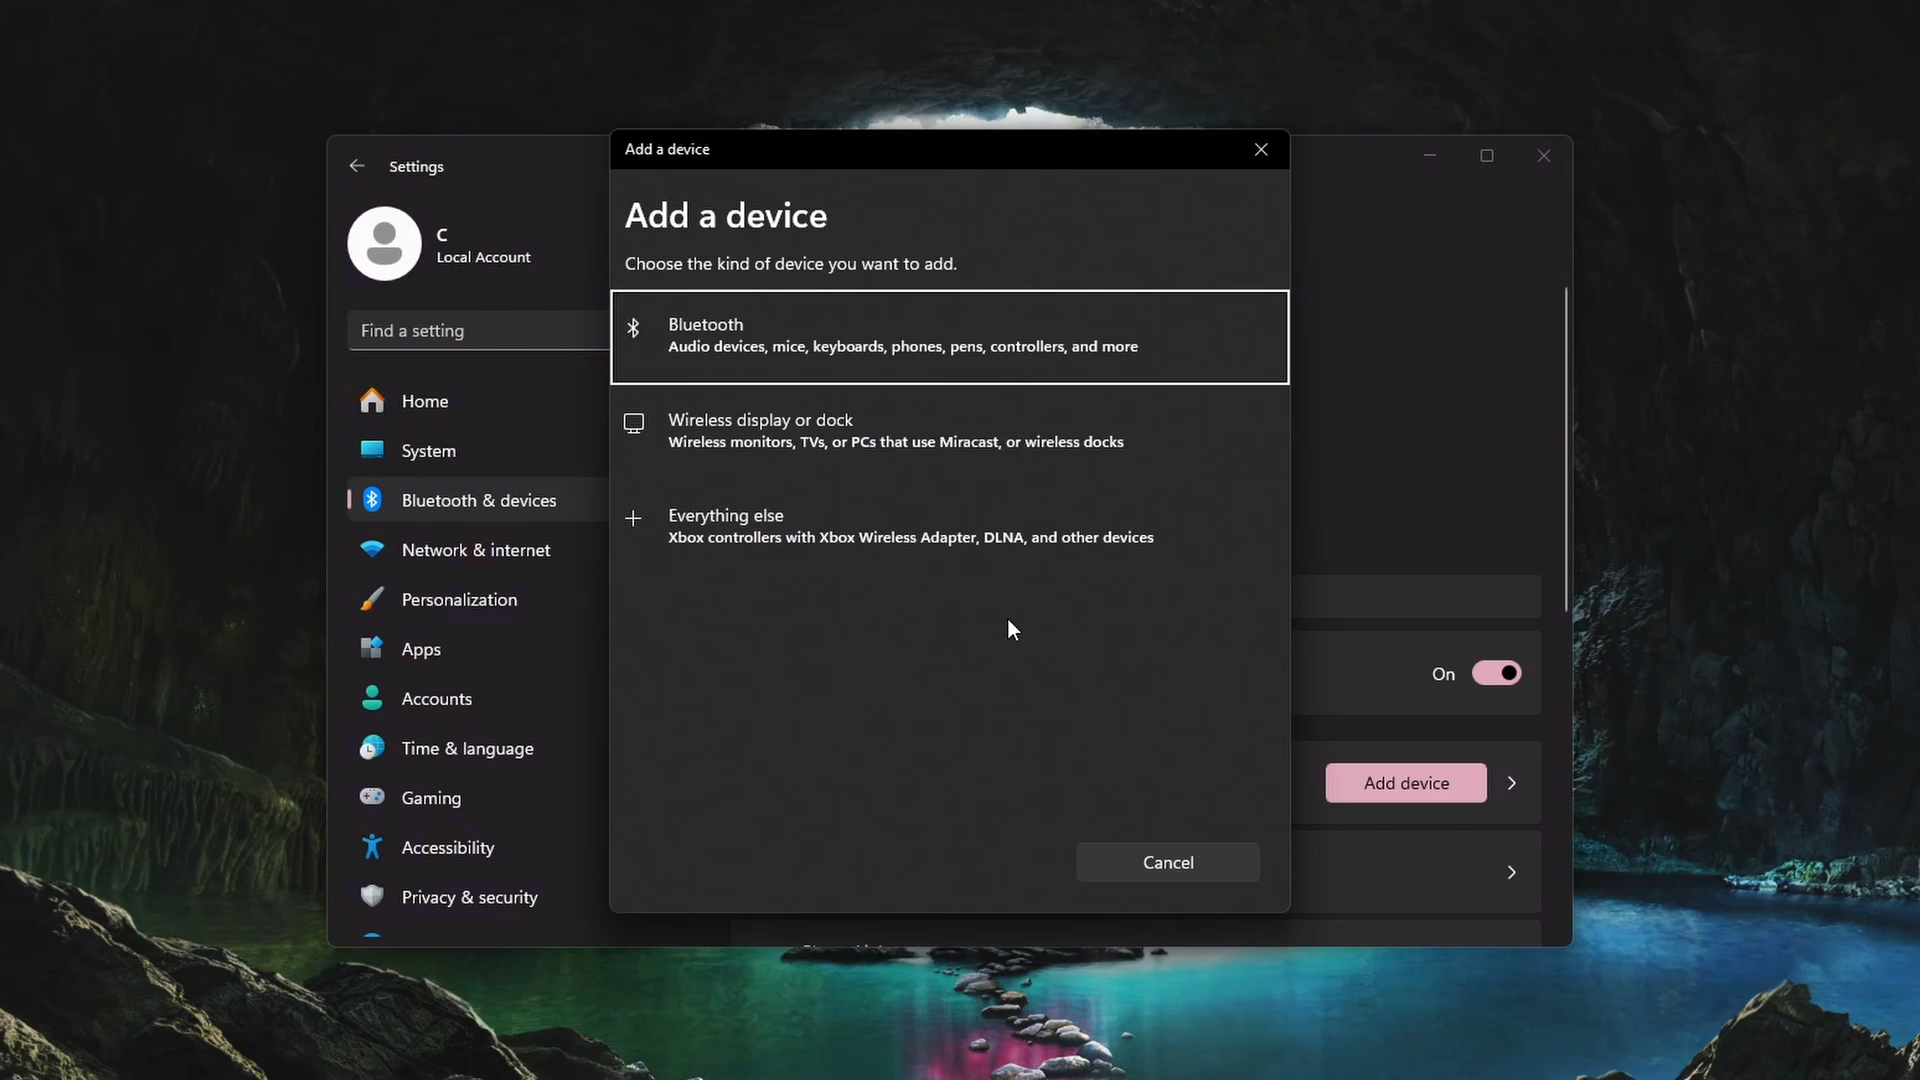 Settings
C
Local Account
Find a setting
Home
System
Bluetooth & devices
Network & internet
Personalization
Apps
Accounts
Time & language
Gaming
Accessibility
Privacy & security
Add a device
Add a device
Choose the kind of device you want to add.
Bluetooth
Audio devices, mice, keyboards, phones, pens, controllers, and more
Wireless display or dock
Wireless monitors, TVs, or PCs that use Miracast, or wireless docks
Everything else
Xbox controllers with Xbox Wireless Adapter, DLNA, and other devices
Cancel
On
Add device